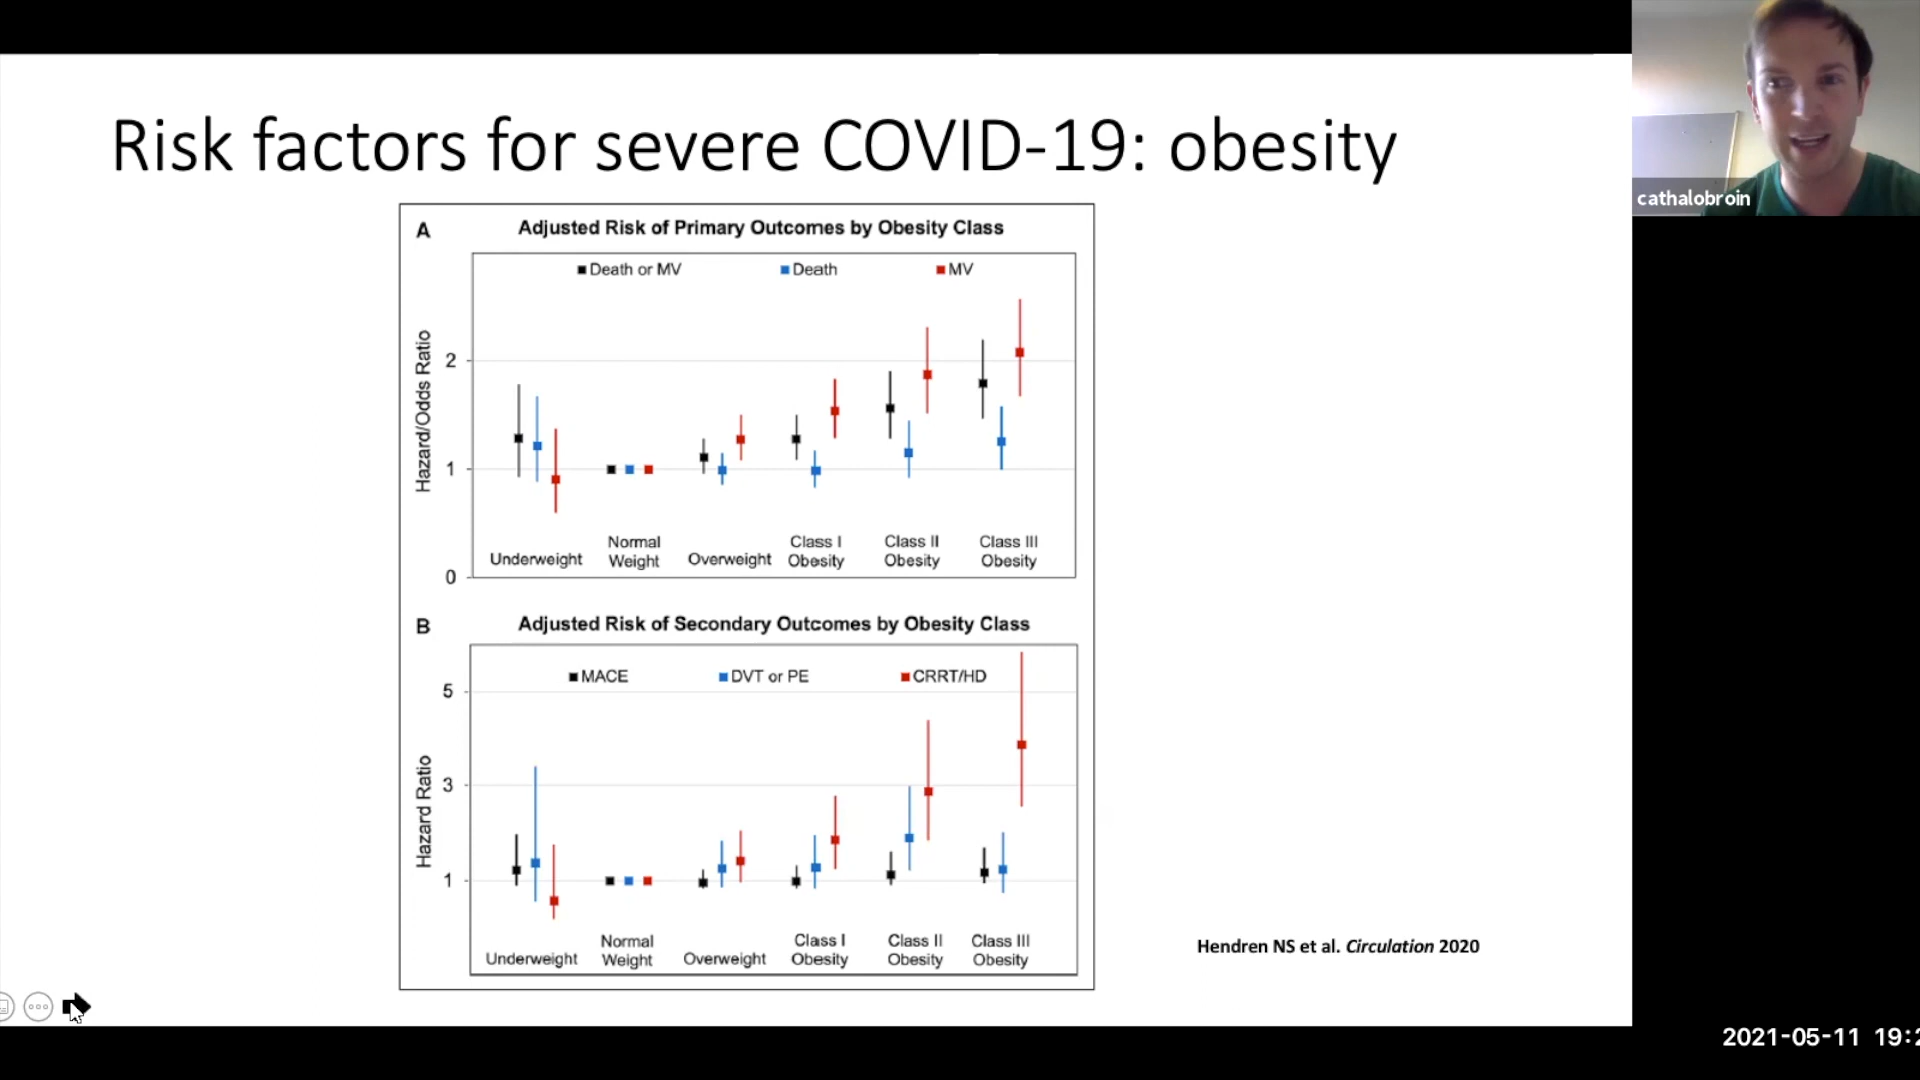 Risk factors for severe COVID-19: obesity
cathalobroin
A
Adjusted Risk of Primary Outcomes by Obesity Class
Death or MV
Death
MV
Hazard/Odds Ratio
2
1
0
Underweight
Normal
Weight
Overweight
Class I
Obesity
Class II
Obesity
Class III
Obesity
B
Adjusted Risk of Secondary Outcomes by Obesity Class
MACE
DVT or PE
CRRT/HD
Hazard Ratio
5
3
1
Underweight
Normal
Weight
Overweight
Class I
Obesity
Class II
Obesity
Class III
Obesity
Hendren NS et al. Circulation 2020
2021-05-11 19: